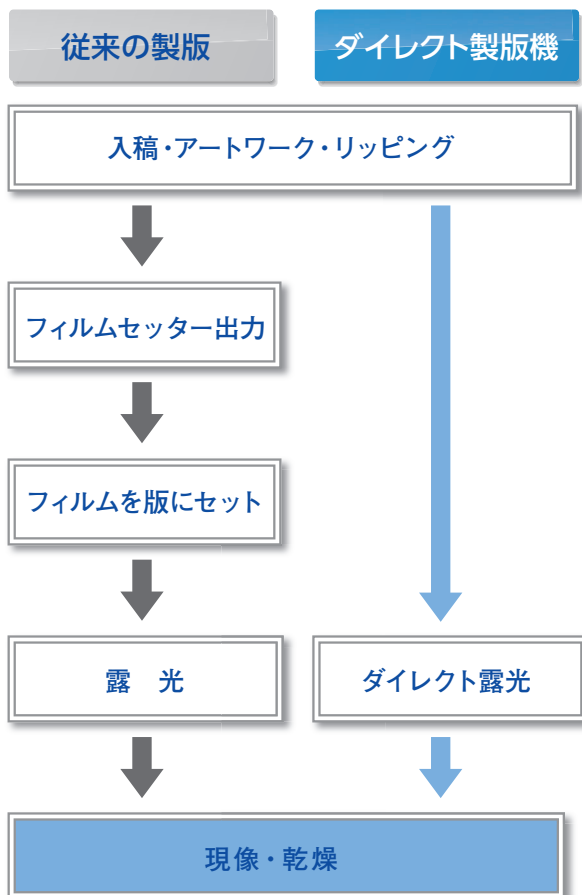 従来の製版
ダイレクト製版機
入稿・アートワーク・リッピング
フィルムセッター出力
フィルムを版にセット
露　光
ダイレクト露光
現像・乾燥